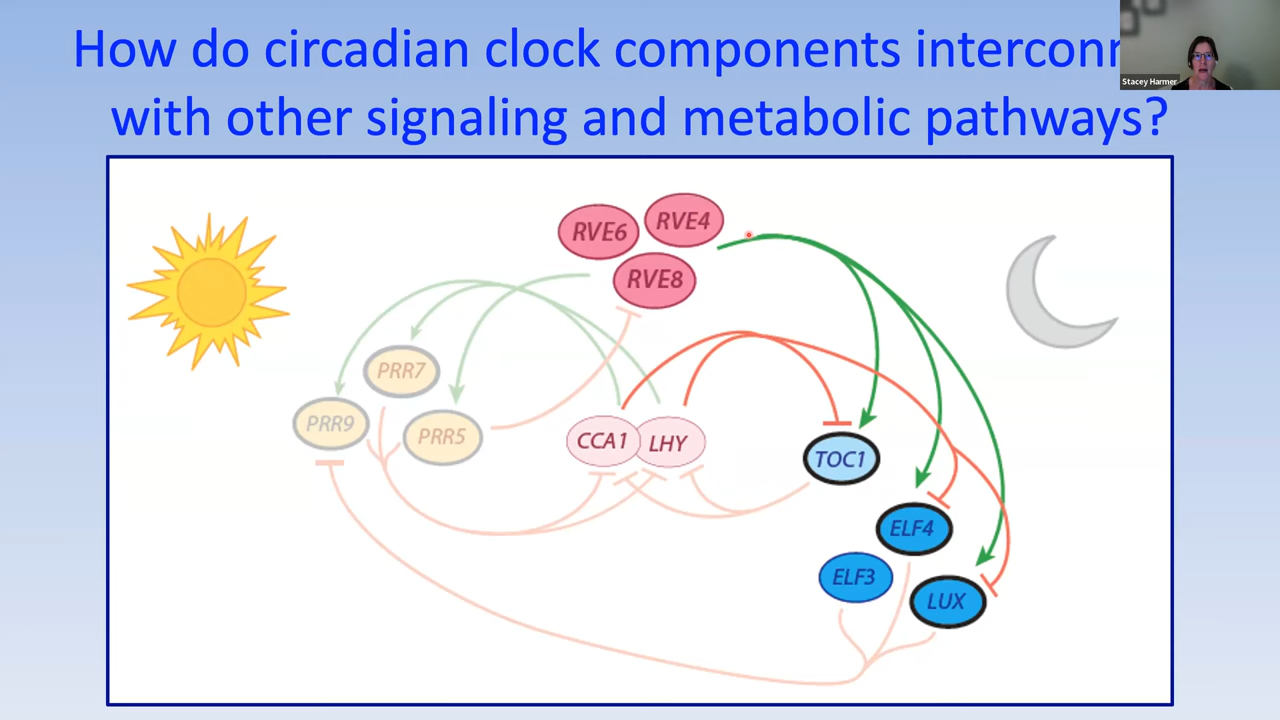 How do circadian clock components interconn
with other signaling and metabolic pathways?
Stacey Harmer
RVE6
RVE4
RVE8
PRR7
PRR9
PRR5
CCA1
LHY
TOC1
ELF4
ELF3
LUX